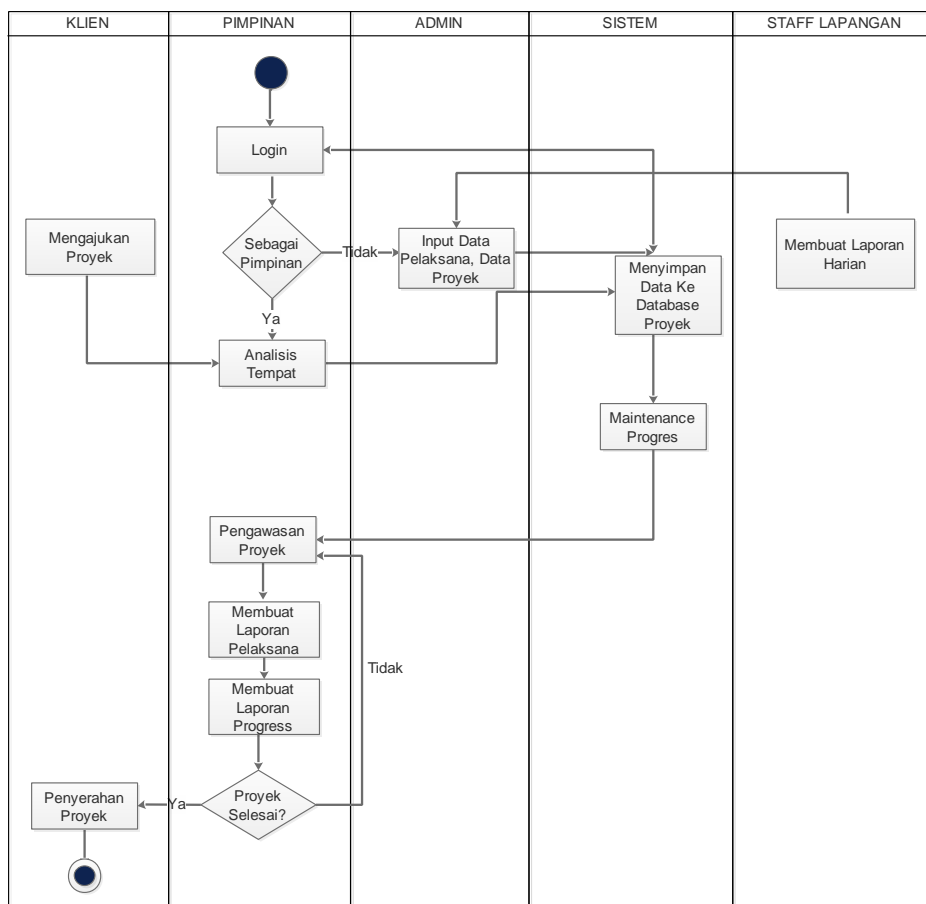 KLIEN
PIMPINAN
ADMIN
SISTEM
STAFF LAPANGAN
Login
Mengajukan
Proyek
Sebagai
Pimpinan
Tidak
Input Data
Pelaksana, Data
Proyek
Menyimpan
Data Ke
Database
Proyek
Membuat Laporan
Harian
Ya
Analisis
Tempat
Maintenance
Progres
Pengawasan
Proyek
Membuat
Laporan
Pelaksana
Tidak
Membuat
Laporan
Progress
Proyek
Selesai?
Ya
Penyerahan
Proyek